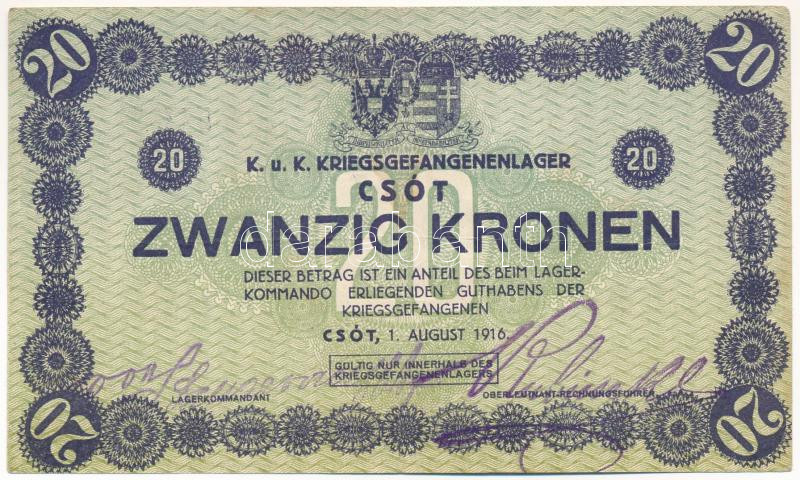 20 20
20 20
K. u. K. KRIEGSGEFANGENENLAGER
CSÓT
20
ZWANZIG KRONEN
DIESER BETRAG IST EIN ANTEIL DES BEIM LAGER-
KOMMANDO ERLIEGENDEN GUTHABENS DER
KRIEGSGEFANGENEN
CSÓT, 1. AUGUST 1916.
GÜLTIG NUR INNERHALB DES
KRIEGSGEFANGENENLAGERS
LAGERKOMMANDANT OBERLEUTNANT-RECHNUNGSFÜHRER
20 20